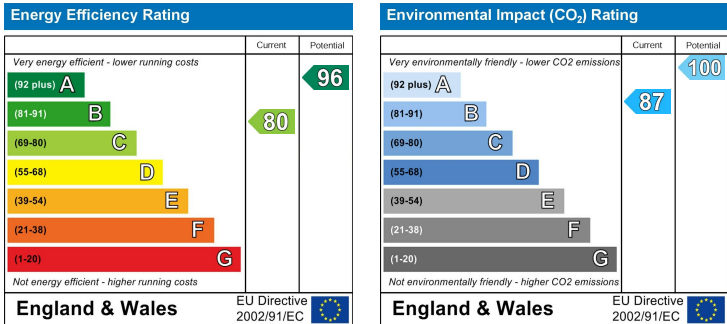 Energy Efficiency Rating
Current Potential
Very energy efficient - lower running costs
(92 plus) A
96
(81-91) B
80
(69-80) C
(55-68) D
(39-54) E
(21-38) F
(1-20) G
Not energy efficient - higher running costs
England & Wales
EU Directive
2002/91/EC
Environmental Impact (CO₂) Rating
Current Potential
Very environmentally friendly - lower CO2 emissions
100
(92 plus) A
87
(81-91) B
(69-80) C
(55-68) D
(39-54) E
(21-38) F
(1-20) G
Not environmentally friendly - higher CO2 emissions
England & Wales
EU Directive
2002/91/EC